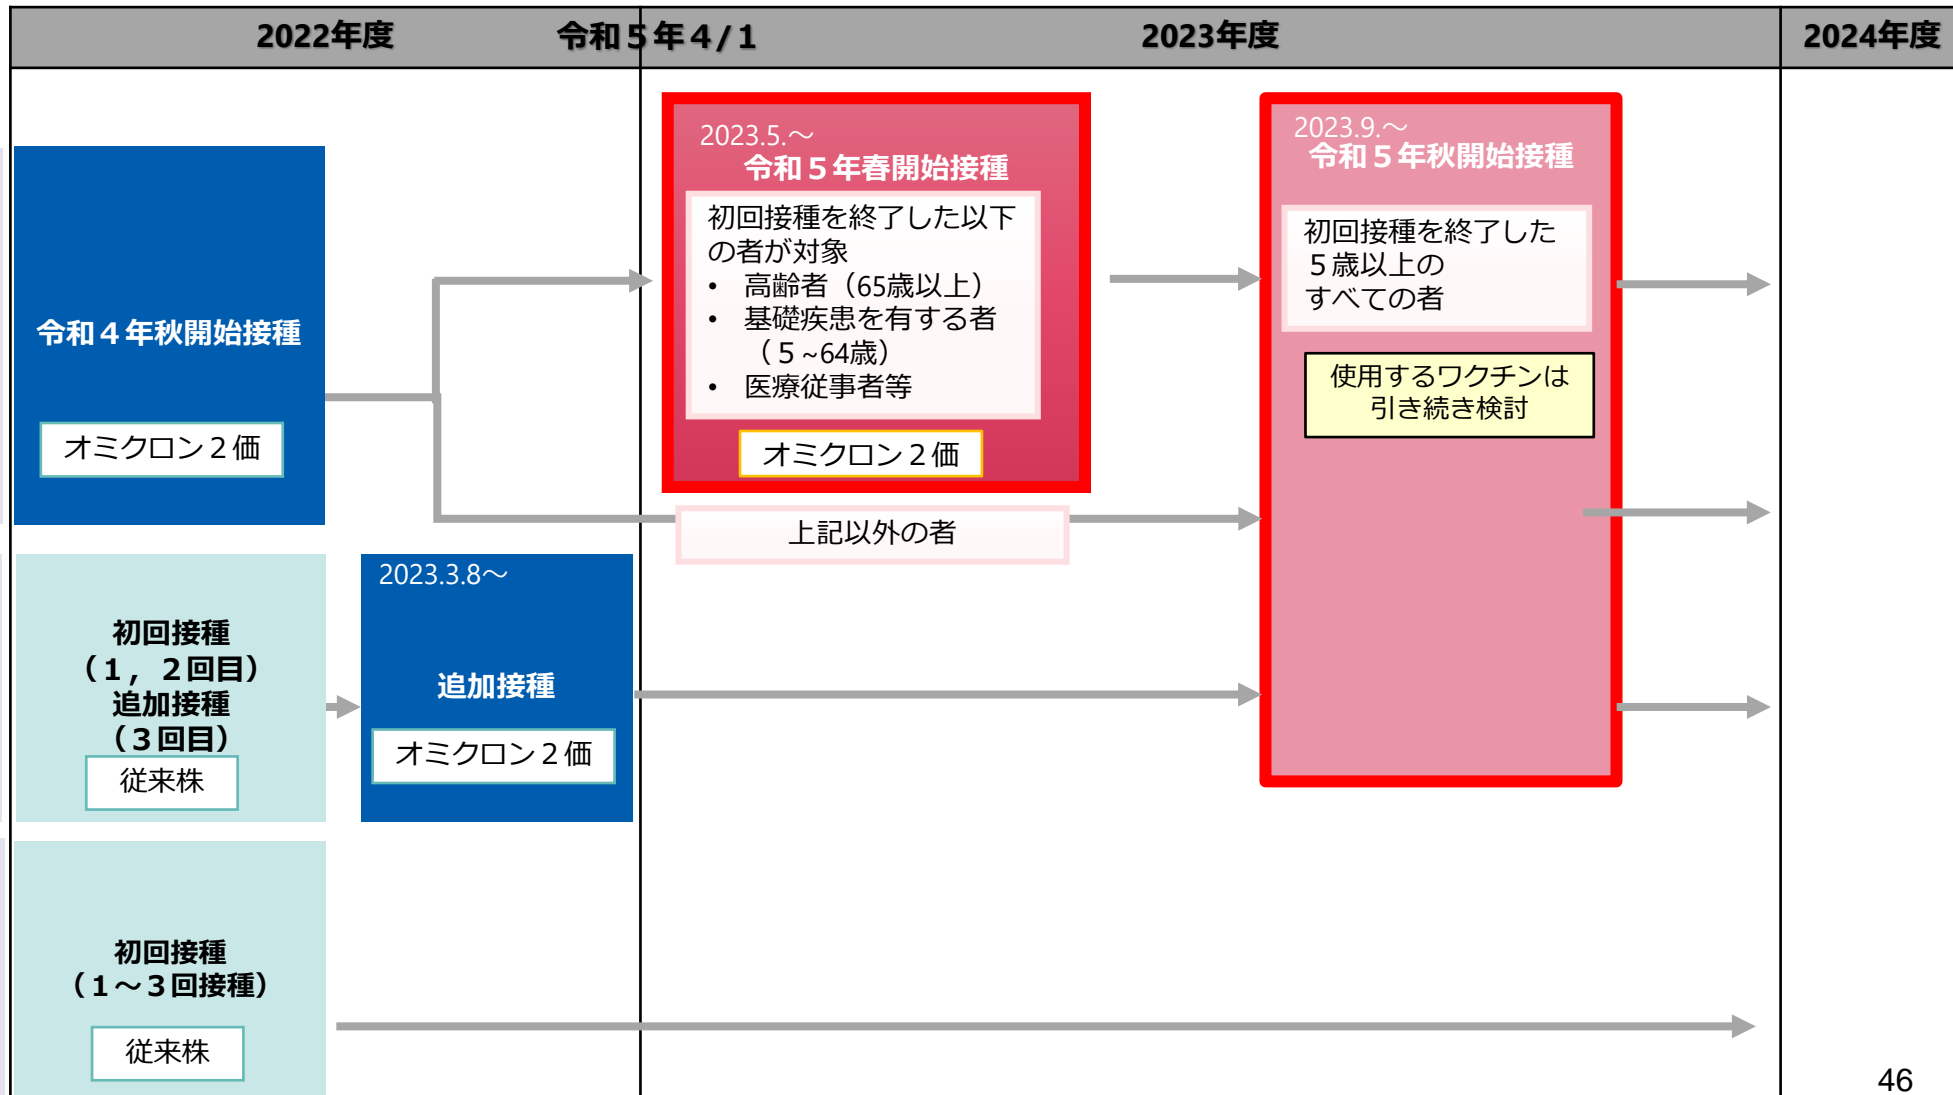 2022年度
令和５年４/１
2023年度
2024年度
令和４年秋開始接種
オミクロン２価
2023.5.～
令和５年春開始接種
初回接種を終了した以下
の者が対象
• 高齢者（65歳以上）
• 基礎疾患を有する者
（５~64歳）
• 医療従事者等
オミクロン２価
上記以外の者
2023.9.～
令和５年秋開始接種
初回接種を終了した
５歳以上の
すべての者
使用するワクチンは
引き続き検討
初回接種
（１，２回目）
追加接種
（３回目）
従来株
2023.3.8～
追加接種
オミクロン２価
初回接種
（１～３回接種）
従来株
46